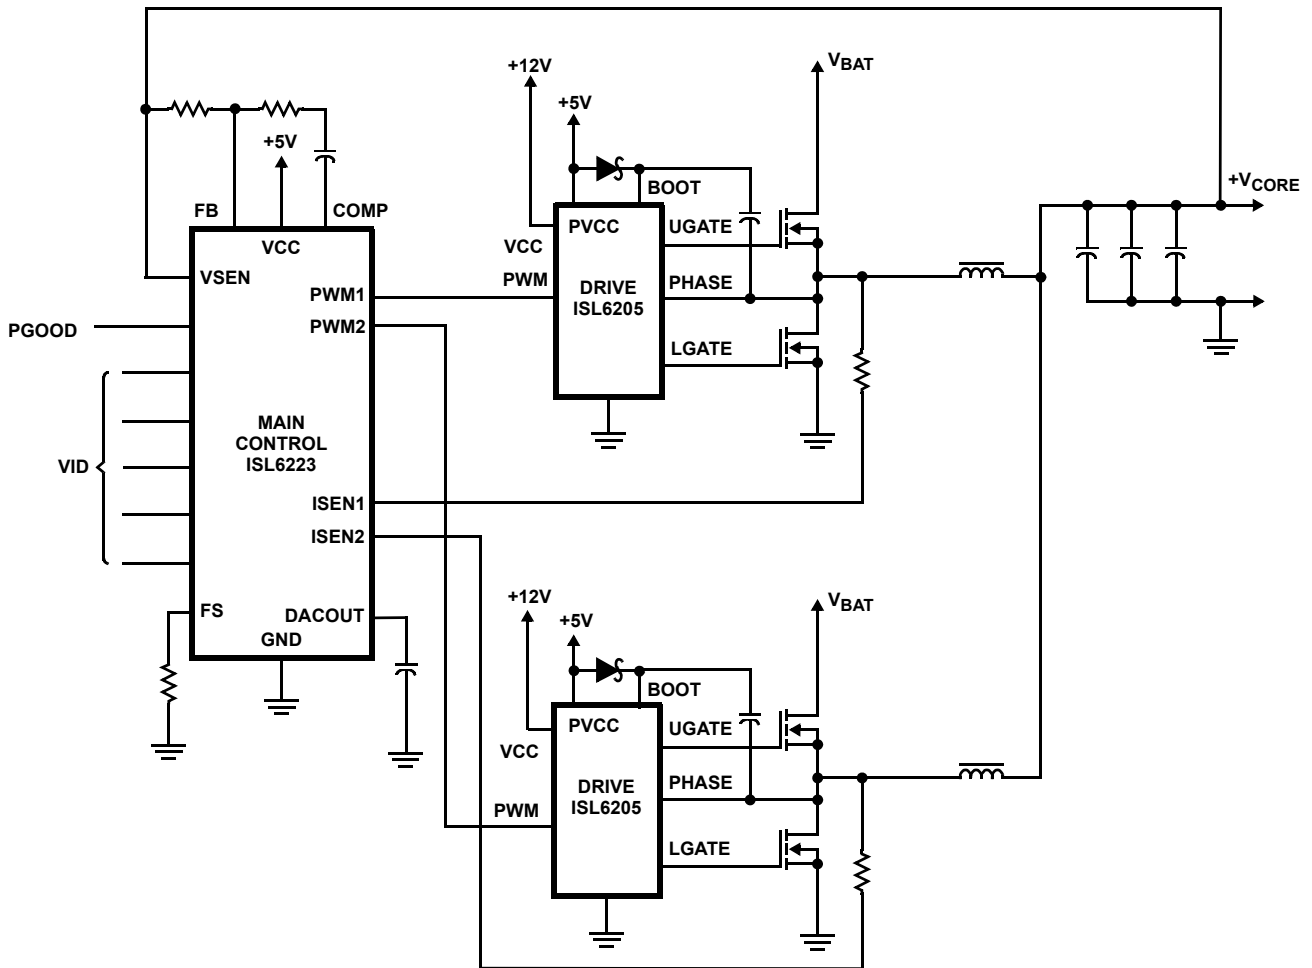 +12V
VBAT
+5V
+5V
BOOT
+VCORE
FB
COMP
VCC
PVCC
UGATE
VCC
VSEN
PWM
PHASE
DRIVE
ISL6205
PWM1
PGOOD
PWM2
LGATE
MAIN
CONTROL
ISL6223
VID
ISEN1
ISEN2
+12V
VBAT
FS
DACOUT
+5V
GND
BOOT
PVCC
UGATE
VCC
PHASE
DRIVE
ISL6205
PWM
LGATE